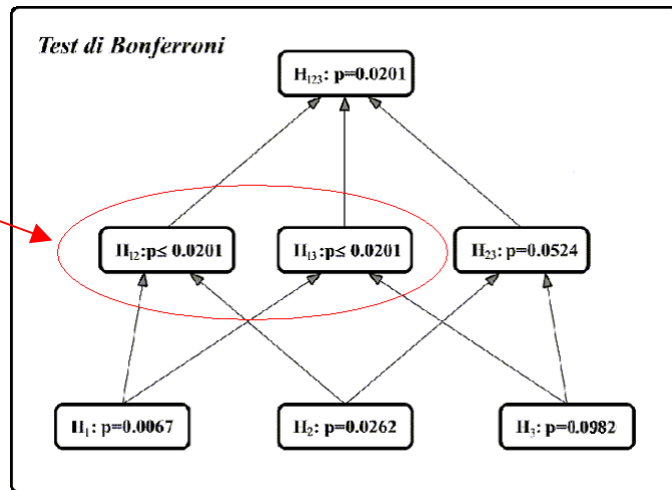 Test di Bonferroni
H₁₂₃: p=0.0201
H₁₂:p≤ 0.0201
H₁₃:p≤ 0.0201
H₂₃: p=0.0524
H₁: p=0.0067
H₂: p=0.0262
H₃: p=0.0982